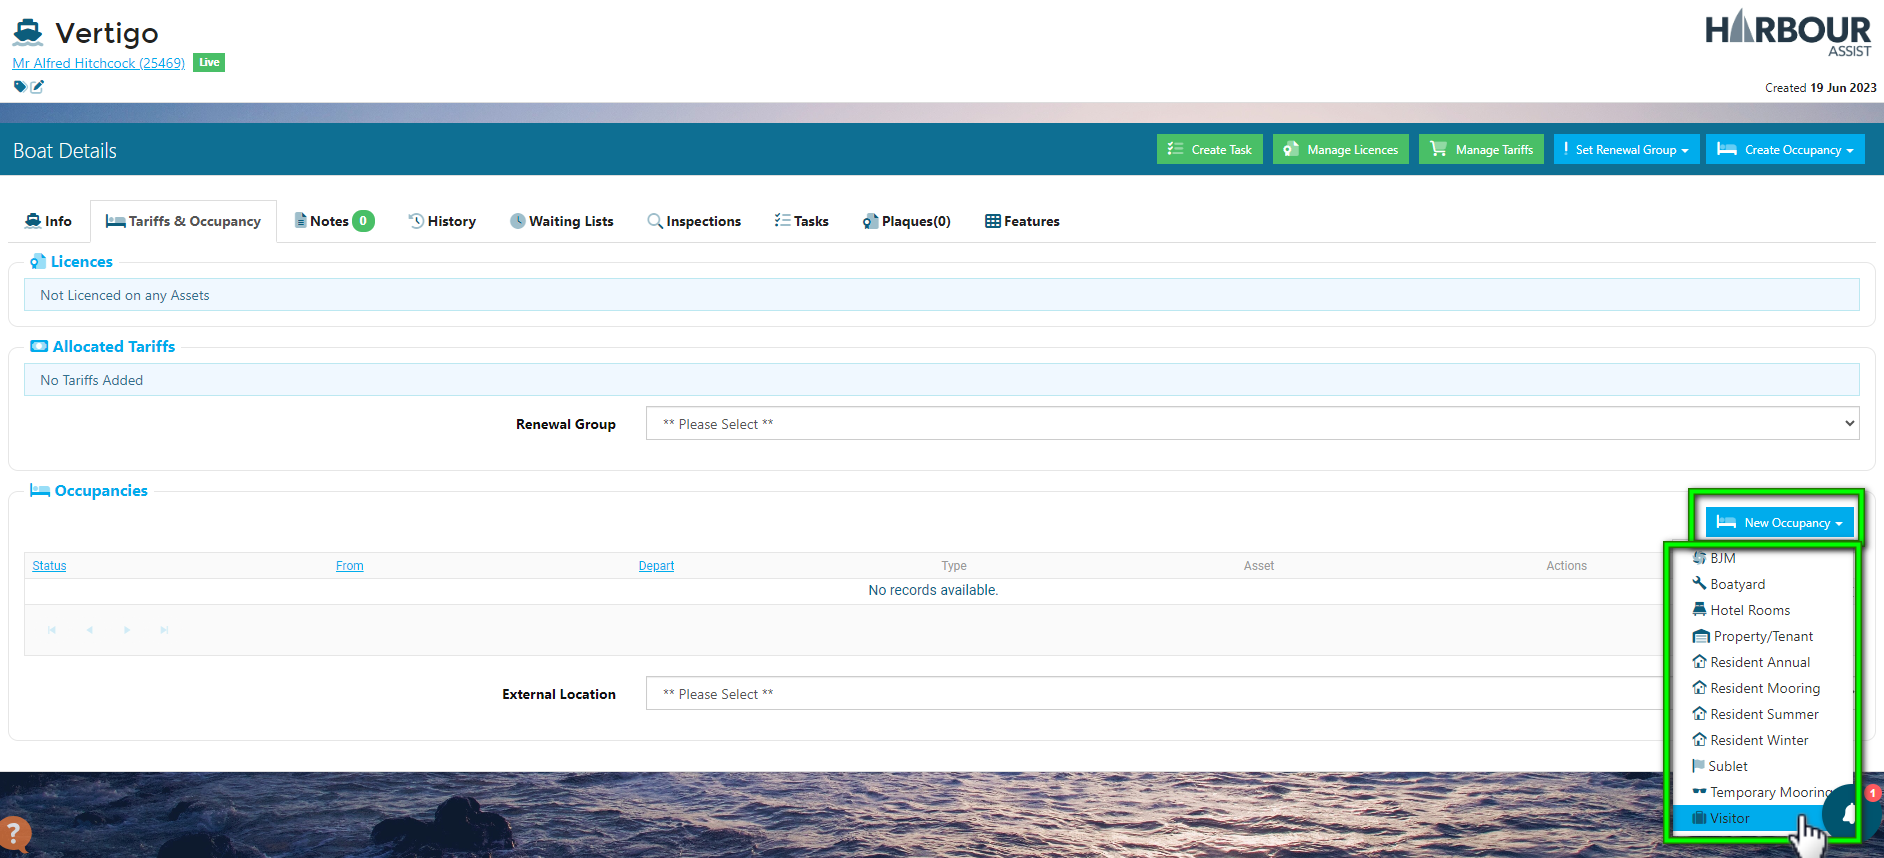 Vertigo
HARBOUR
ASSIST
Mr Alfred Hitchcock (25469) Live
Created 19 Jun 2023
Boat Details
Create Task
Manage Licences
Manage Tariffs
! Set Renewal Group
Create Occupancy
Info
Tariffs & Occupancy
Notes 0
History
Waiting Lists
Inspections
Tasks
Plaques(0)
Features
Licences
Not Licenced on any Assets
Allocated Tariffs
No Tariffs Added
Renewal Group
** Please Select **
Occupancies
New Occupancy
Status
From
Depart
Type
Asset
Actions
No records available.
External Location
** Please Select **
BJM
Boatyard
Hotel Rooms
Property/Tenant
Resident Annual
Resident Mooring
Resident Summer
Resident Winter
Sublet
Temporary Mooring
Visitor
1
?